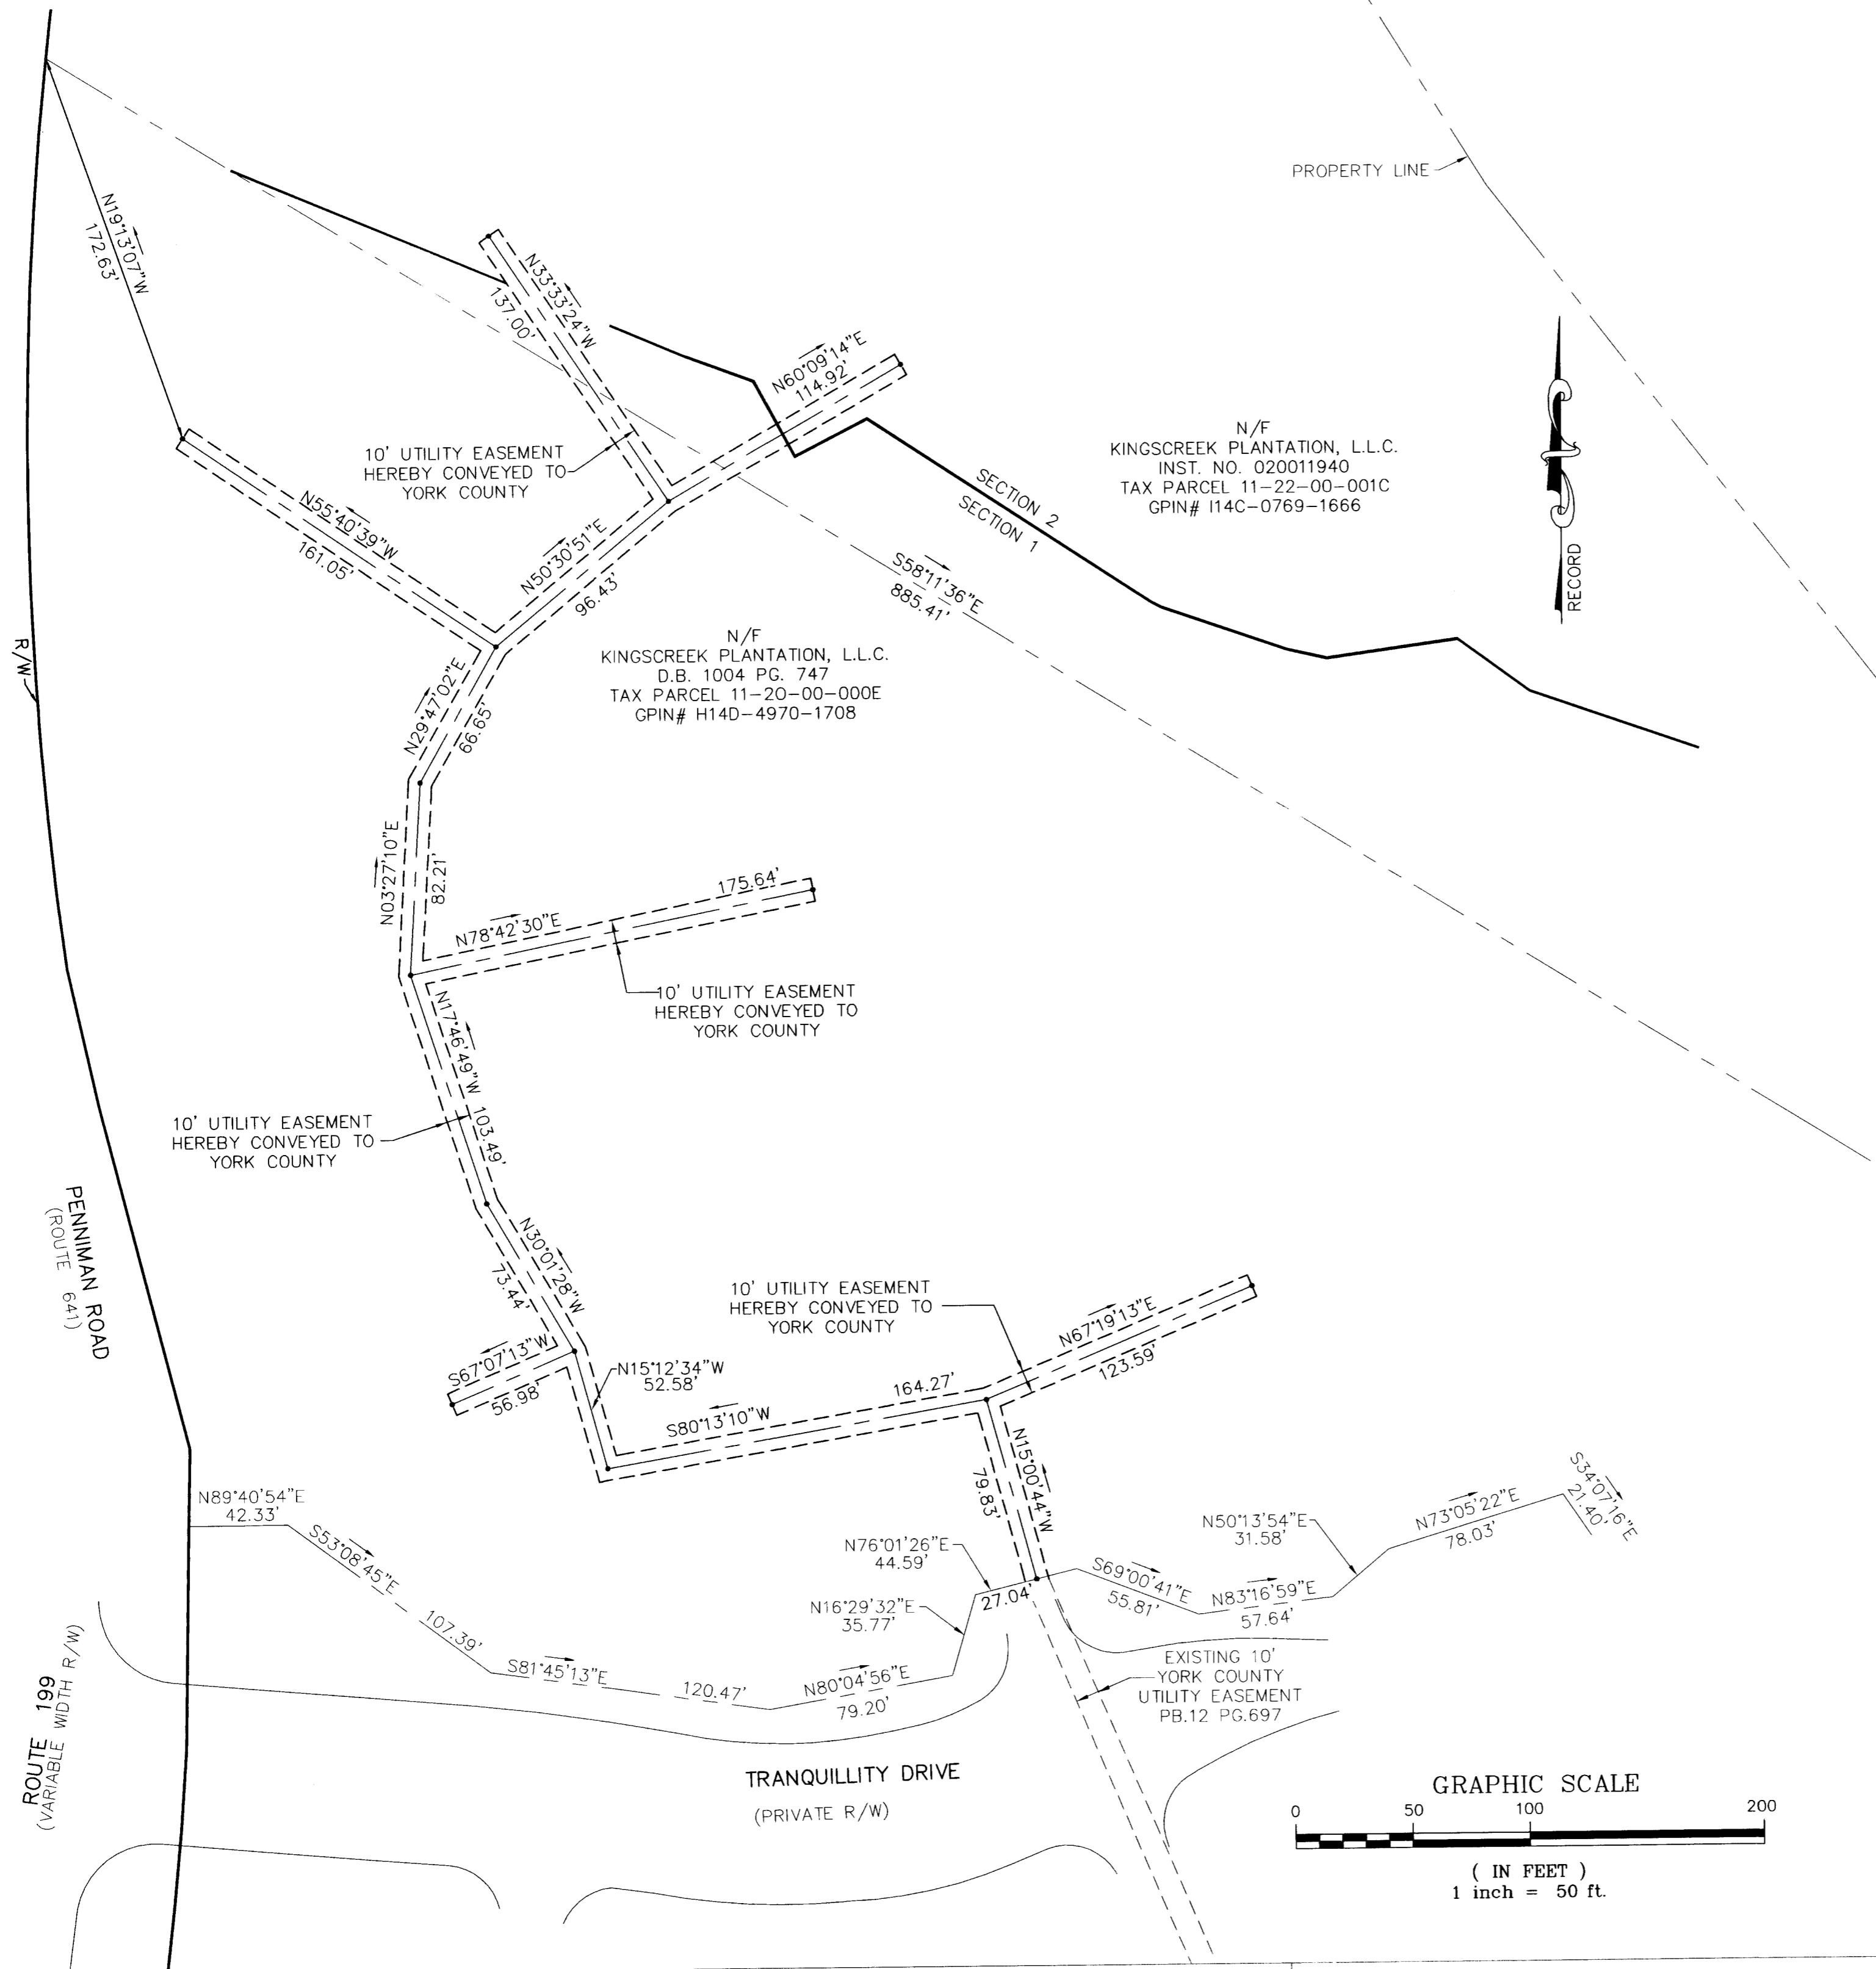 PROPERTY LINE
N19°13'07"W
172.63'
N33°33'24"W
137.00'
N60°09'14"E
114.92'
10' UTILITY EASEMENT
HEREBY CONVEYED TO
YORK COUNTY
N/F
KINGSCREEK PLANTATION, L.L.C.
INST. NO. 020011940
TAX PARCEL 11-22-00-001C
GPIN# I14C-0769-1666
SECTION 2
SECTION 1
RECORD
N55°40'39"W
161.05'
N50°30'51"E
96.43'
S58°11'36"E
885.41'
R/W
N/F
KINGSCREEK PLANTATION, L.L.C.
D.B. 1004 PG. 747
TAX PARCEL 11-20-00-000E
GPIN# H14D-4970-1708
N29°47'02"E
66.65'
N03°27'10"E
82.21'
N78°42'30"E
175.64'
10' UTILITY EASEMENT
HEREBY CONVEYED TO
YORK COUNTY
N17°46'49"W 103.49'
10' UTILITY EASEMENT
HEREBY CONVEYED TO
YORK COUNTY
PENNIMAN ROAD
(ROUTE 641)
N30°01'28"W
73.44'
10' UTILITY EASEMENT
HEREBY CONVEYED TO
YORK COUNTY
N67°19'13"E
123.59'
S67°07'13"W
56.98'
N15°12'34"W
52.58'
S80°13'10"W
164.27'
N15°00'44"W
79.83'
N89°40'54"E
42.33'
S53°08'45"E
107.39'
S81°45'13"E
120.47'
N80°04'56"E
79.20'
N16°29'32"E
35.77'
N76°01'26"E
44.59'
27.04'
S69°00'41"E
55.81'
N83°16'59"E
57.64'
N50°13'54"E
31.58'
N73°05'22"E
78.03'
S34°07'16"E
21.40'
EXISTING 10'
YORK COUNTY
UTILITY EASEMENT
PB.12 PG.697
ROUTE 199
(VARIABLE WIDTH R/W)
TRANQUILLITY DRIVE
(PRIVATE R/W)
GRAPHIC SCALE
0 50 100 200
( IN FEET )
1 inch = 50 ft.